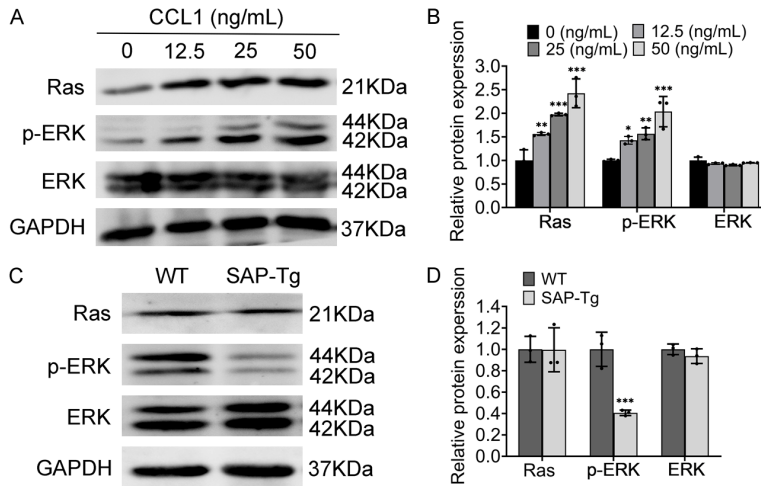 A
CCL1 (ng/mL)
0 12.5 25 50
Ras 21KDa
p-ERK 44KDa
42KDa
ERK 44KDa
42KDa
GAPDH 37KDa
B
0 (ng/mL) 12.5 (ng/mL)
25 (ng/mL) 50 (ng/mL)
Relative protein experssion
3.0
2.5
2.0
1.5
1.0
0.5
0.0
** *** ***
* ** ***
Ras p-ERK ERK
C
WT SAP-Tg
Ras 21KDa
p-ERK 44KDa
42KDa
ERK 44KDa
42KDa
GAPDH 37KDa
D
WT
SAP-Tg
Relative protein experssion
1.4
1.2
1.0
0.8
0.6
0.4
0.2
0.0
***
Ras p-ERK ERK